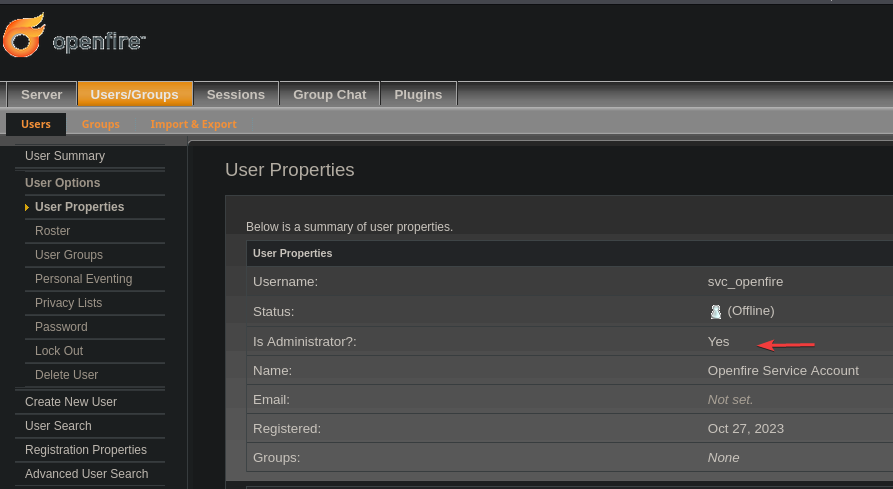 openfire™
Server Users/Groups Sessions Group Chat Plugins
Users Groups Import & Export
User Summary
User Options
User Properties
Roster
User Groups
Personal Eventing
Privacy Lists
Password
Lock Out
Delete User
Create New User
User Search
Registration Properties
Advanced User Search
User Properties
Below is a summary of user properties.
User Properties
Username: svc_openfire
Status: (Offline)
Is Administrator?: Yes
Name: Openfire Service Account
Email: Not set.
Registered: Oct 27, 2023
Groups: None